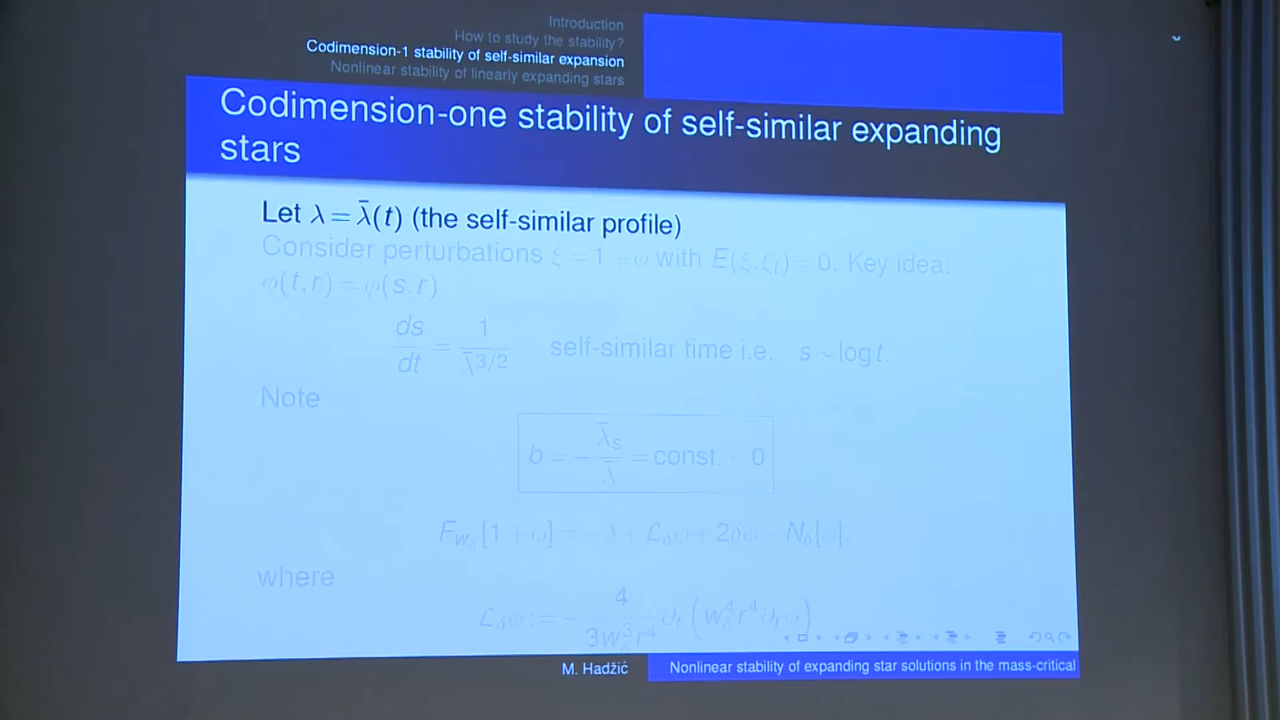 Introduction
How to study the stability?
Codimension-1 stability of self-similar expansion
Nonlinear stability of linearly expanding stars
Codimension-one stability of self-similar expanding
stars
Let λ = λ̄(t) (the self-similar profile)
Consider perturbations ξ = 1 + φ with E(ξ, ξₜ) = 0. Key idea:
φ(t, r) = φ(s, r)
ds/dt = 1/λ̄^{3/2} self-similar time i.e. s ~ log t.
Note
b = − λ̄ₛ/λ̄ = const. < 0
where
M. Hadžić
Nonlinear stability of expanding star solutions in the mass-critical